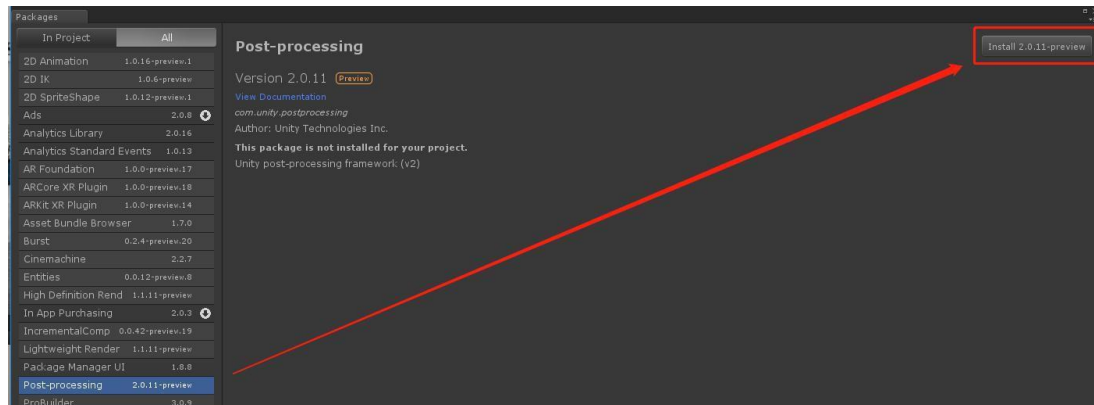 Packages
In Project All
2D Animation 1.0.16-preview.1
2D IK 1.0.6-preview
2D SpriteShape 1.0.12-preview.1
Ads 2.0.8
Analytics Library 2.0.16
Analytics Standard Events 1.0.13
AR Foundation 1.0.0-preview.17
ARCore XR Plugin 1.0.0-preview.18
ARKit XR Plugin 1.0.0-preview.14
Asset Bundle Browser 1.7.0
Burst 0.2.4-preview.20
Cinemachine 2.2.7
Entities 0.0.12-preview.8
High Definition Rend 1.1.11-preview
In App Purchasing 2.0.3
IncrementalComp 0.0.42-preview.19
Lightweight Render 1.1.11-preview
Package Manager UI 1.8.8
Post-processing 2.0.11-preview
ProBuilder 3.0.9
Post-processing
Install 2.0.11-preview
Version 2.0.11 Preview
View Documentation
com.unity.postprocessing
Author: Unity Technologies Inc.
This package is not installed for your project.
Unity post-processing framework (v2)